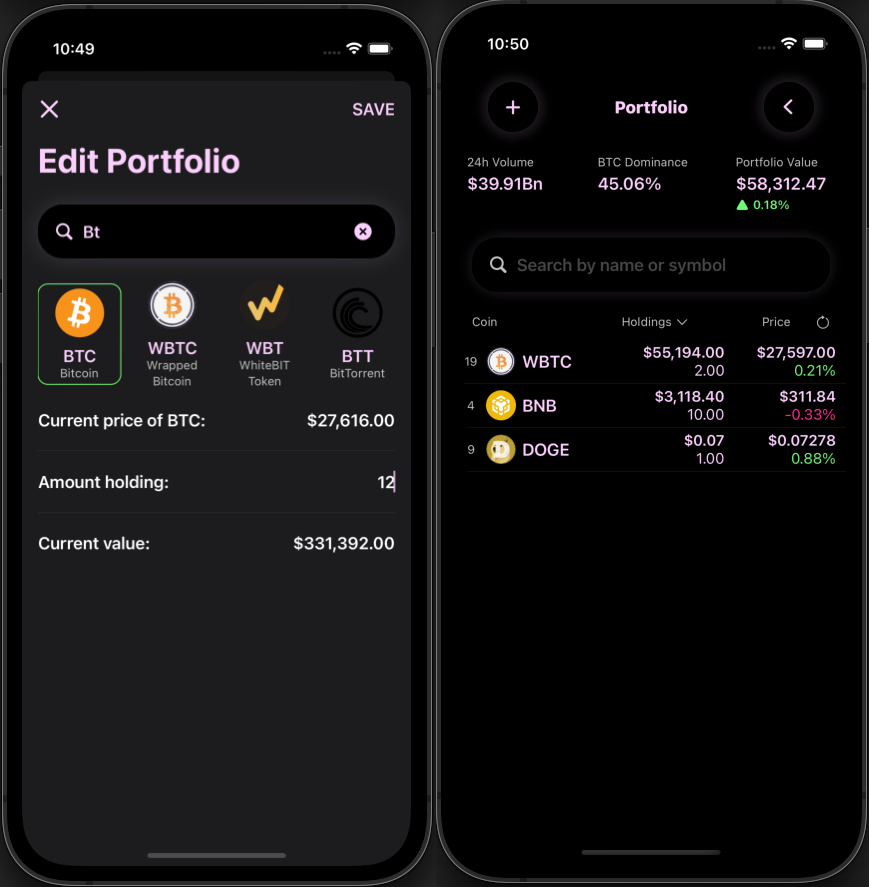 10:49
SAVE
Edit Portfolio
Bt
BTC
Bitcoin
WBTC
Wrapped
Bitcoin
WBT
WhiteBIT
Token
BTT
BitTorrent
Current price of BTC: $27,616.00
Amount holding: 12
Current value: $331,392.00
10:50
Portfolio
24h Volume BTC Dominance Portfolio Value
$39.91Bn 45.06% $58,312.47
0.18%
Search by name or symbol
Coin Holdings Price
19 WBTC $55,194.00 $27,597.00
2.00 0.21%
4 BNB $3,118.40 $311.84
10.00 -0.33%
9 DOGE $0.07 $0.07278
1.00 0.88%